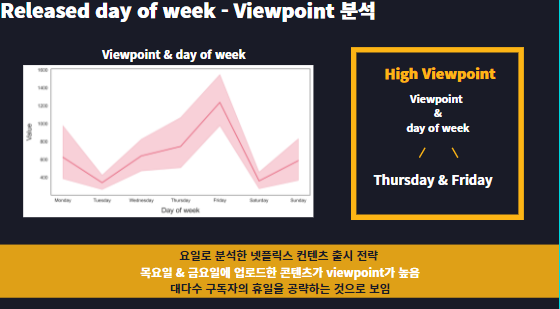 Released day of week - Viewpoint 분석
Viewpoint & day of week
1600
1400
1200
1000
800
600
400
Value
Monday Tuesday Wednesday Thursday Friday Saturday Sunday
Day of week
High Viewpoint
Viewpoint
&
day of week
Thursday & Friday
요일로 분석한 넷플릭스 컨텐츠 출시 전략
목요일 & 금요일에 업로드한 콘텐츠가 viewpoint가 높음
대다수 구독자의 휴일을 공략하는 것으로 보임